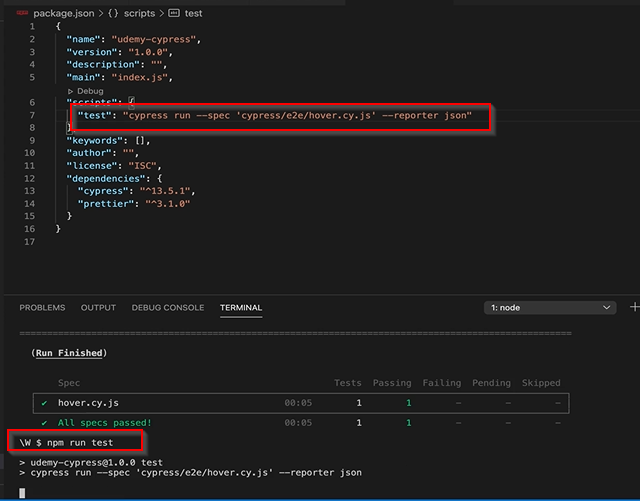 package.json > {} scripts > abc test
1 {
2 "name": "udemy-cypress",
3 "version": "1.0.0",
4 "description": "",
5 "main": "index.js",
▷ Debug
6 "scripts": {
7 "test": "cypress run --spec 'cypress/e2e/hover.cy.js' --reporter json"
8 },
9 "keywords": [],
10 "author": "",
11 "license": "ISC",
12 "dependencies": {
13 "cypress": "^13.5.1",
14 "prettier": "^3.1.0"
15 }
16 }
17
PROBLEMS OUTPUT DEBUG CONSOLE TERMINAL 1: node
(Run Finished)
Spec Tests Passing Failing Pending Skipped
✔ hover.cy.js 00:05 1 1 – – –
✔ All specs passed! 00:05 1 1 – – –
\W $ npm run test
> udemy-cypress@1.0.0 test
> cypress run --spec 'cypress/e2e/hover.cy.js' --reporter json